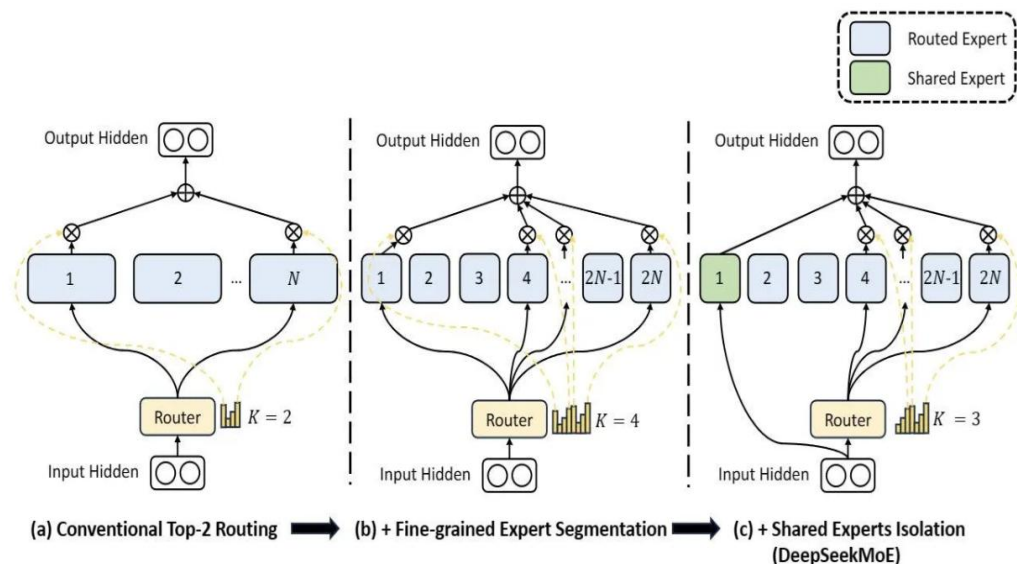 Routed Expert
Shared Expert
Output Hidden
1
2
...
N
Router
K = 2
Input Hidden
(a) Conventional Top-2 Routing
Output Hidden
1
2
3
4
...
2N-1
2N
Router
K = 4
Input Hidden
(b) + Fine-grained Expert Segmentation
Output Hidden
1
2
3
4
...
2N-1
2N
Router
K = 3
Input Hidden
(c) + Shared Experts Isolation
(DeepSeekMoE)